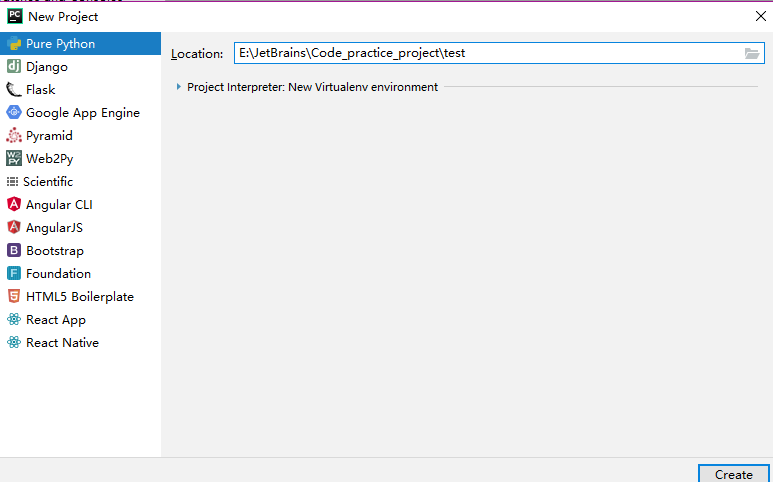 New Project
Pure Python
Django
Flask
Google App Engine
Pyramid
Web2Py
Scientific
Angular CLI
AngularJS
Bootstrap
Foundation
HTML5 Boilerplate
React App
React Native
Location: E:\JetBrains\Code_practice_project\test
Project Interpreter: New Virtualenv environment
Create